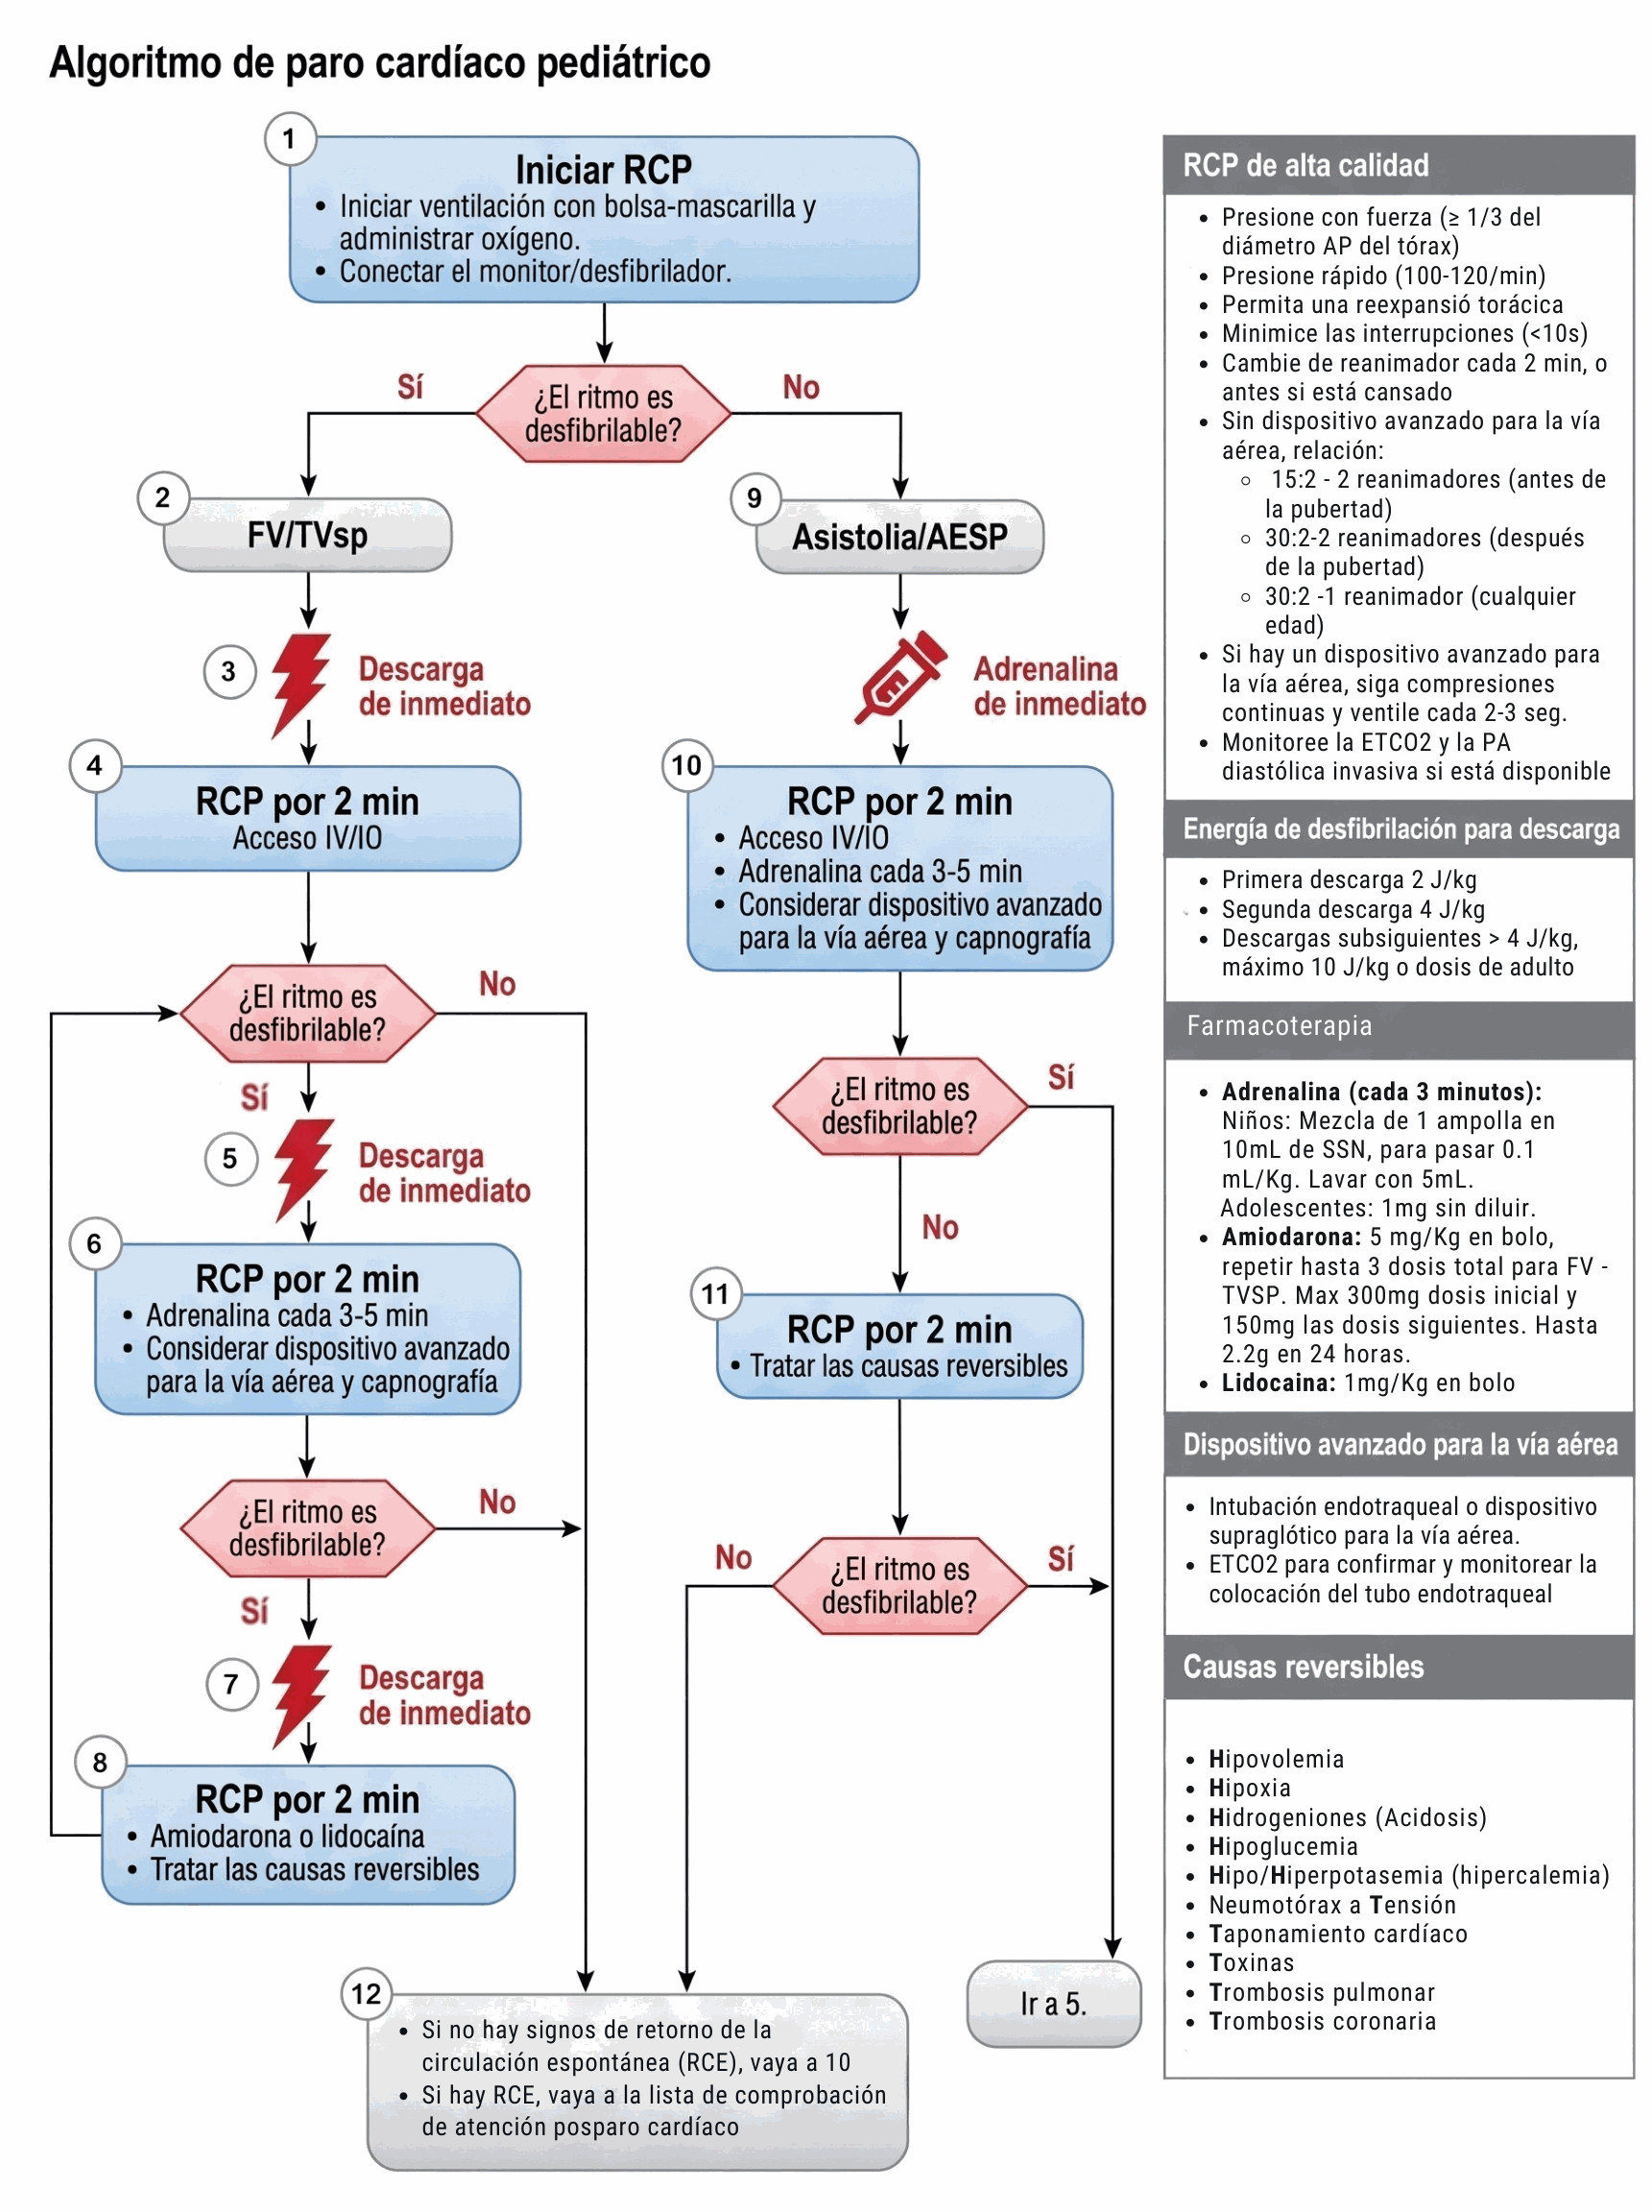 Algoritmo de paro cardíaco pediátrico
1
Iniciar RCP
• Iniciar ventilación con bolsa-mascarilla y
administrar oxígeno.
• Conectar el monitor/desfibrilador.
Sí
¿El ritmo es
desfibrilable?
No
2
FV/TVsp
9
Asistolia/AESP
3
Descarga
de inmediato
Adrenalina
de inmediato
4
RCP por 2 min
Acceso IV/IO
10
RCP por 2 min
• Acceso IV/IO
• Adrenalina cada 3-5 min
• Considerar dispositivo avanzado
para la vía aérea y capnografía
¿El ritmo es
desfibrilable?
No
Sí
¿El ritmo es
desfibrilable?
Sí
No
5
Descarga
de inmediato
6
RCP por 2 min
• Adrenalina cada 3-5 min
• Considerar dispositivo avanzado
para la vía aérea y capnografía
11
RCP por 2 min
• Tratar las causas reversibles
¿El ritmo es
desfibrilable?
No
Sí
No
¿El ritmo es
desfibrilable?
Sí
7
Descarga
de inmediato
8
RCP por 2 min
• Amiodarona o lidocaína
• Tratar las causas reversibles
12
• Si no hay signos de retorno de la
circulación espontánea (RCE), vaya a 10
• Si hay RCE, vaya a la lista de comprobación
de atención posparo cardíaco
Ir a 5.
RCP de alta calidad
• Presione con fuerza (≥ 1/3 del
diámetro AP del tórax)
• Presione rápido (100-120/min)
• Permita una reexpansió torácica
• Minimice las interrupciones (<10s)
• Cambie de reanimador cada 2 min, o
antes si está cansado
• Sin dispositivo avanzado para la vía
aérea, relación:
◦ 15:2 - 2 reanimadores (antes de
la pubertad)
◦ 30:2-2 reanimadores (después
de la pubertad)
◦ 30:2 -1 reanimador (cualquier
edad)
• Si hay un dispositivo avanzado para
la vía aérea, siga compresiones
continuas y ventile cada 2-3 seg.
• Monitoree la ETCO2 y la PA
diastólica invasiva si está disponible
Energía de desfibrilación para descarga
• Primera descarga 2 J/kg
• Segunda descarga 4 J/kg
• Descargas subsiguientes > 4 J/kg,
máximo 10 J/kg o dosis de adulto
Farmacoterapia
• Adrenalina (cada 3 minutos):
Niños: Mezcla de 1 ampolla en
10mL de SSN, para pasar 0.1
mL/Kg. Lavar con 5mL.
Adolescentes: 1mg sin diluir.
• Amiodarona: 5 mg/Kg en bolo,
repetir hasta 3 dosis total para FV -
TVSP. Max 300mg dosis inicial y
150mg las dosis siguientes. Hasta
2.2g en 24 horas.
• Lidocaina: 1mg/Kg en bolo
Dispositivo avanzado para la vía aérea
• Intubación endotraqueal o dispositivo
supraglótico para la vía aérea.
• ETCO2 para confirmar y monitorear la
colocación del tubo endotraqueal
Causas reversibles
• Hipovolemia
• Hipoxia
• Hidrogeniones (Acidosis)
• Hipoglucemia
• Hipo/Hiperpotasemia (hipercalemia)
• Neumotórax a Tensión
• Taponamiento cardíaco
• Toxinas
• Trombosis pulmonar
• Trombosis coronaria